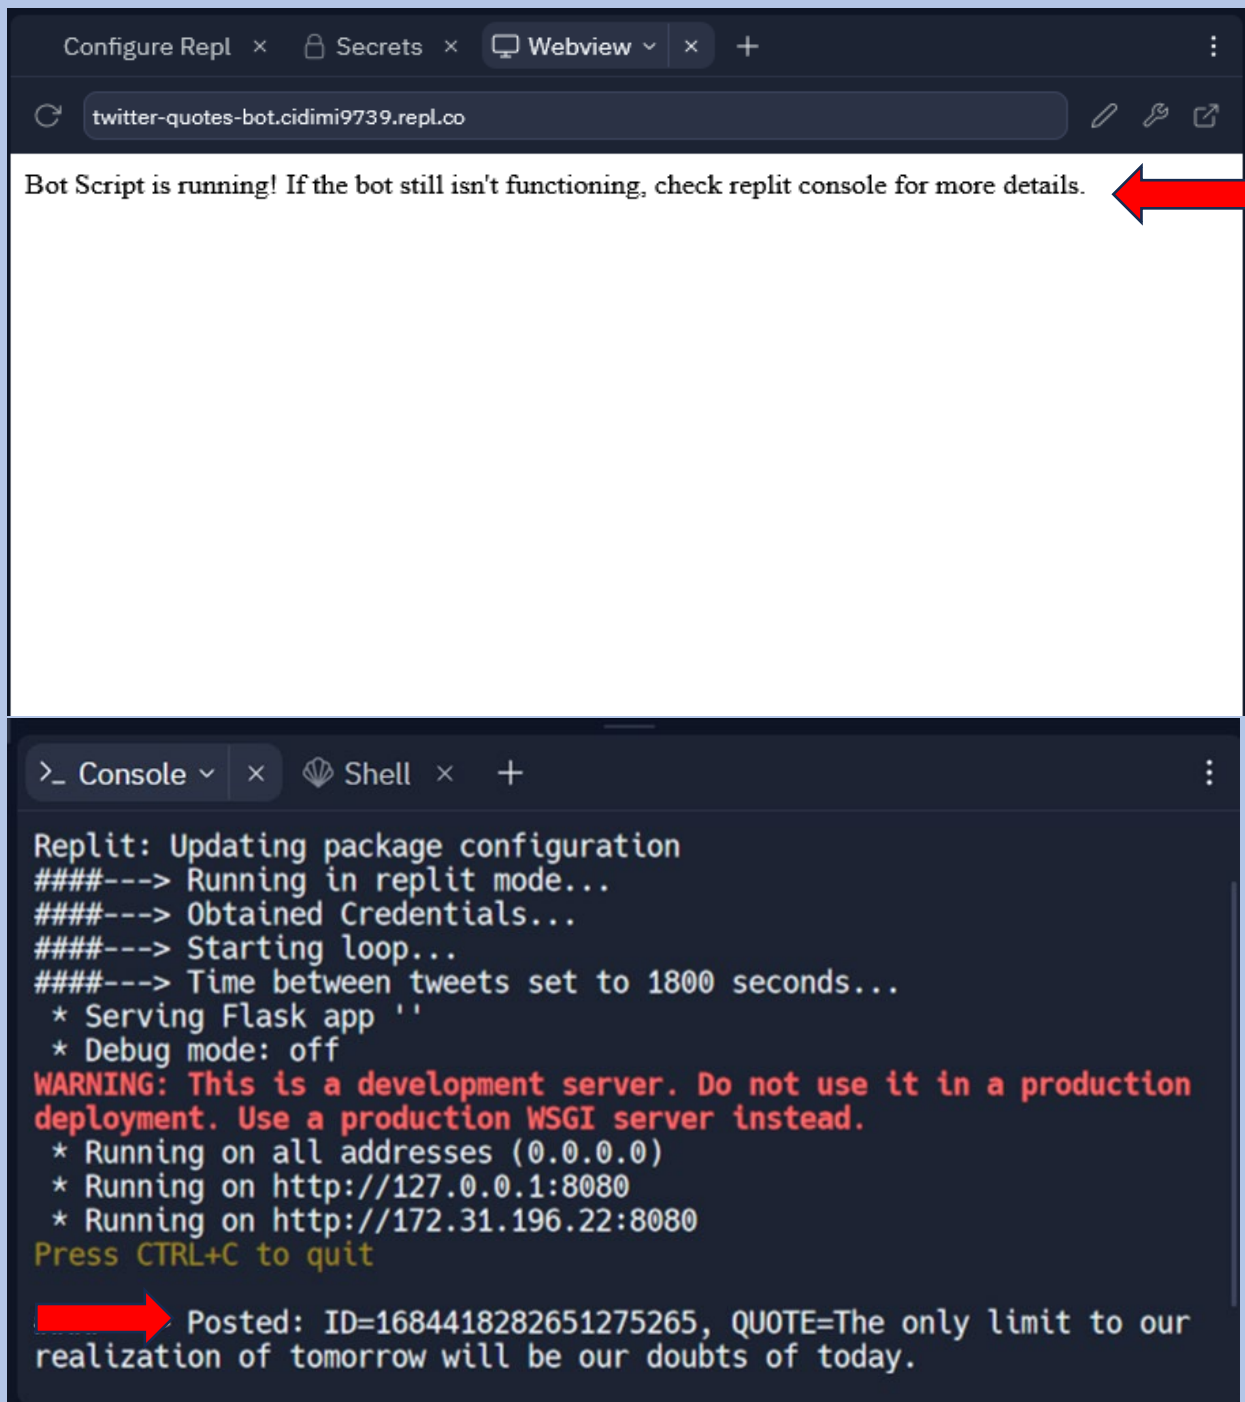 Configure Repl × Secrets × Webview × +
twitter-quotes-bot.cidimi9739.repl.co
Bot Script is running! If the bot still isn't functioning, check replit console for more details.
>_ Console × Shell × +
Replit: Updating package configuration
####---> Running in replit mode...
####---> Obtained Credentials...
####---> Starting loop...
####---> Time between tweets set to 1800 seconds...
* Serving Flask app ''
* Debug mode: off
WARNING: This is a development server. Do not use it in a production
deployment. Use a production WSGI server instead.
* Running on all addresses (0.0.0.0)
* Running on http://127.0.0.1:8080
* Running on http://172.31.196.22:8080
Press CTRL+C to quit
Posted: ID=1684418282651275265, QUOTE=The only limit to our
realization of tomorrow will be our doubts of today.